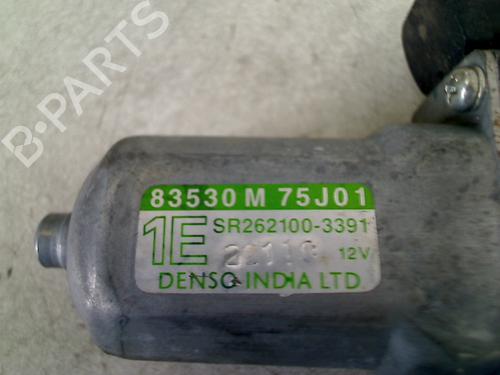 B-PARTS
83530 M 75J01
1E SR262100-3391
12V
DENSO INDIA LTD